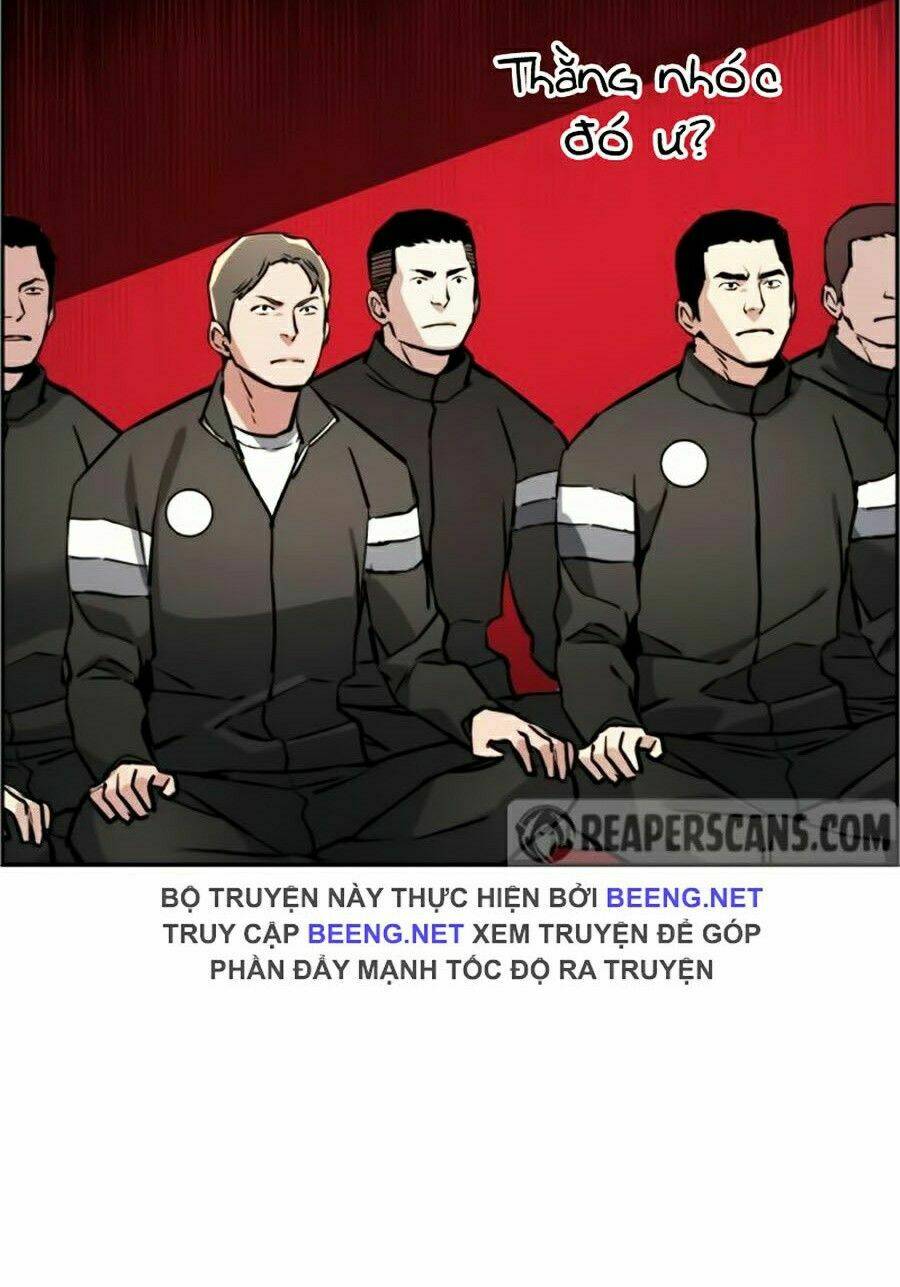 Thằng nhóc
đó ư?
REAPERSCANS.COM
BỘ TRUYỆN NÀY THỰC HIỆN BỞI BEENG.NET
TRUY CẬP BEENG.NET XEM TRUYỆN ĐỂ GÓP
PHẦN ĐẨY MẠNH TỐC ĐỘ RA TRUYỆN